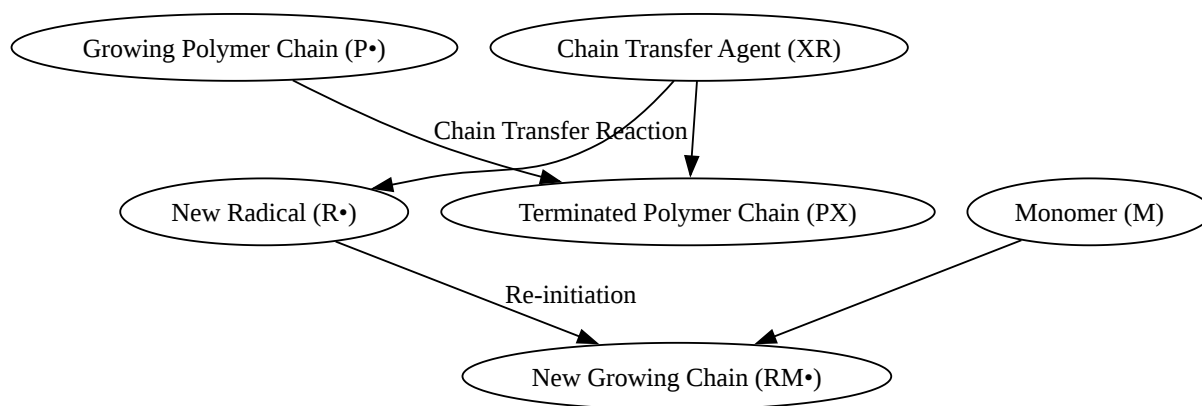 Growing Polymer Chain (P•)
Chain Transfer Agent (XR)
Chain Transfer Reaction
New Radical (R•)
Terminated Polymer Chain (PX)
Monomer (M)
Re-initiation
New Growing Chain (RM•)